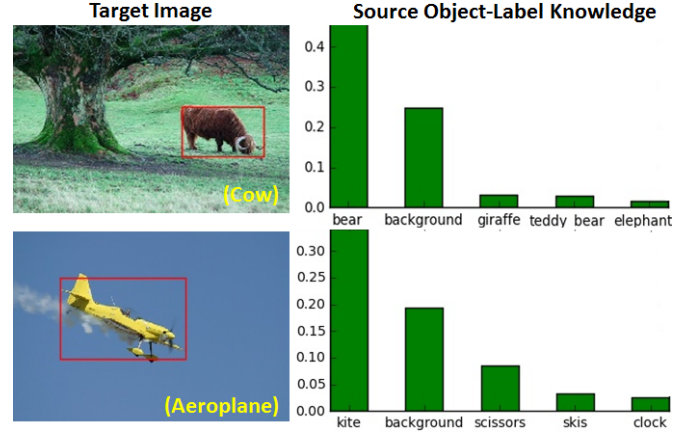 Target Image
Source Object-Label Knowledge
(Cow)
0.4
0.3
0.2
0.1
0.0
bear background giraffe teddy bear elephant
(Aeroplane)
0.30
0.25
0.20
0.15
0.10
0.05
0.00
kite background scissors skis clock